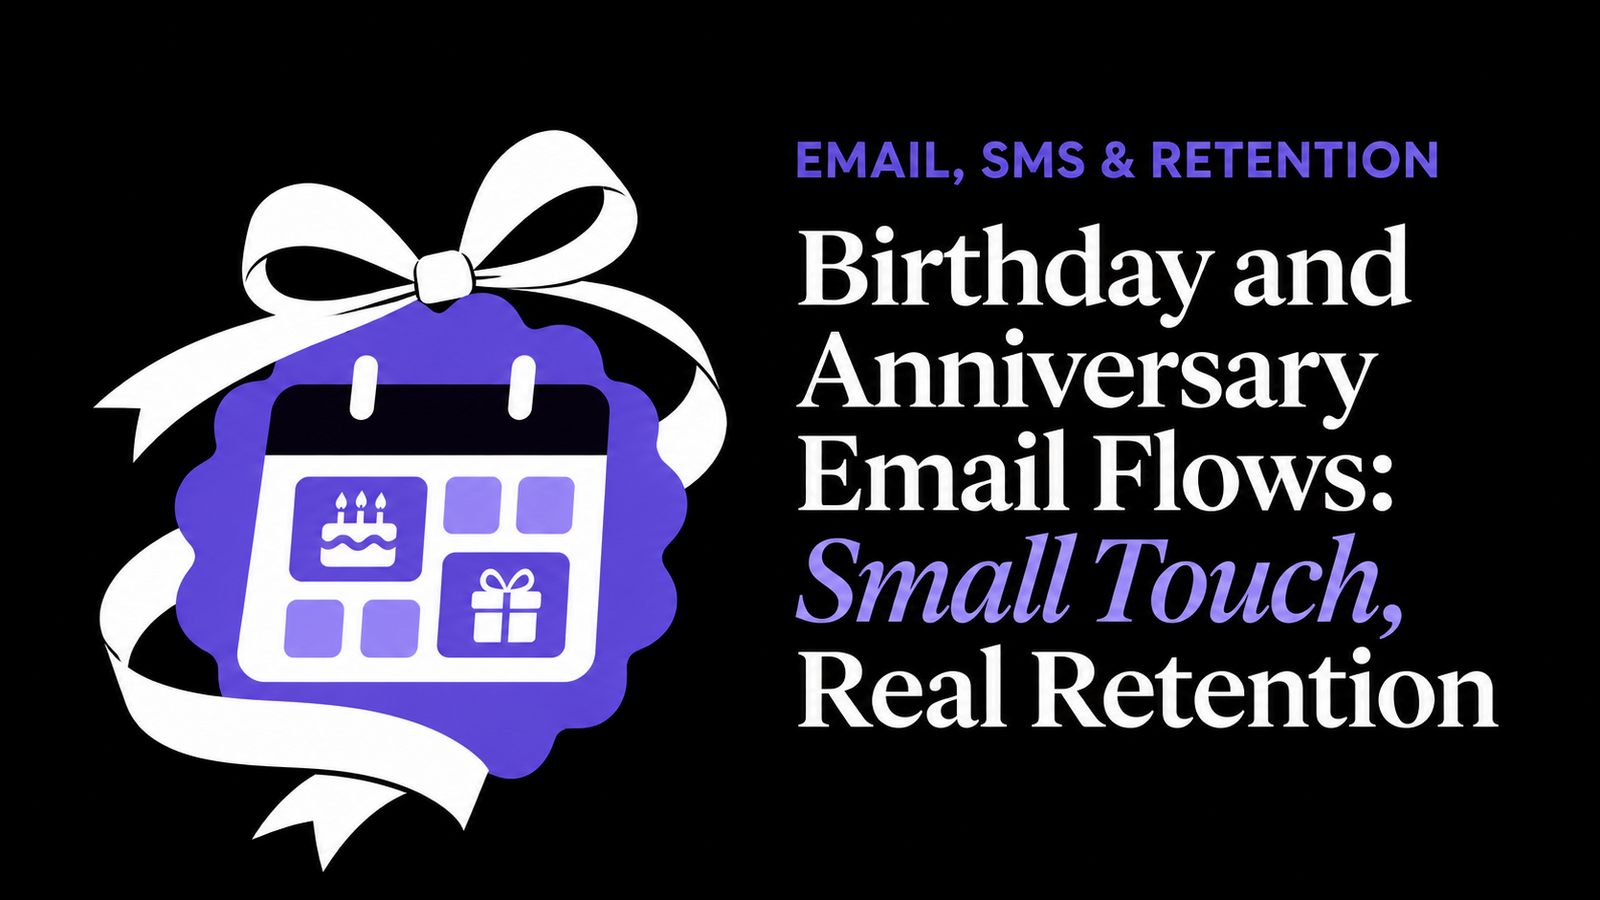 EMAIL, SMS & RETENTION
Birthday and
Anniversary
Email Flows:
Small Touch,
Real Retention